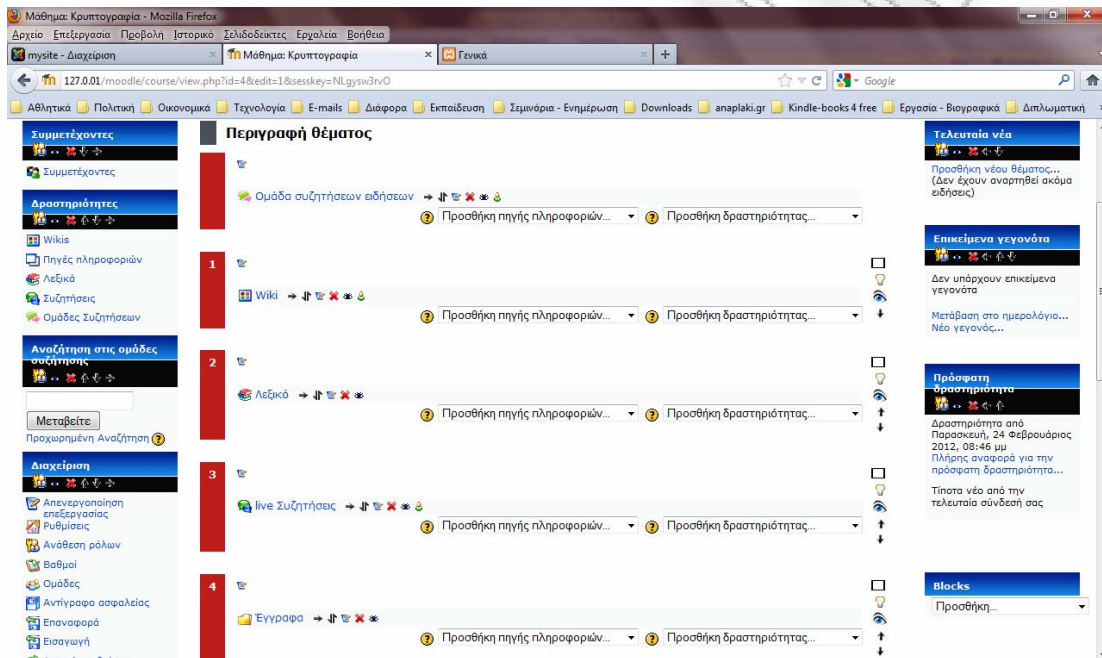 Μάθημα: Κρυπτογραφία - Mozilla Firefox
Αρχείο Επεξεργασία Προβολή Ιστορικό Σελιδοδείκτες Εργαλεία Βοήθεια
mysite - Διαχείριση
Μάθημα: Κρυπτογραφία
Γενικά
127.0.01/moodle/course/view.php?id=4&edit=1&sesskey=NLgysw3rvO
Google
Αθλητικά Πολιτική Οικονομικά Τεχνολογία E-mails Διάφορα Εκπαίδευση Σεμινάρια - Ενημέρωση Downloads anaplaki.gr Kindle-books 4 free Εργασία - Βιογραφικά Διπλωματική
Συμμετέχοντες
Συμμετέχοντες
Δραστηριότητες
Wikis
Πηγές πληροφοριών
Λεξικά
Συζητήσεις
Ομάδες Συζητήσεων
Αναζήτηση στις ομάδες
συζήτησης
Μεταβείτε
Προχωρημένη Αναζήτηση
Διαχείριση
Απενεργοποίηση
επεξεργασίας
Ρυθμίσεις
Ανάθεση ρόλων
Βαθμοί
Ομάδες
Αντίγραφο ασφαλείας
Επαναφορά
Εισαγωγή
Περιγραφή θέματος
Ομάδα συζητήσεων ειδήσεων
Προσθήκη πηγής πληροφοριών... Προσθήκη δραστηριότητας...
1
Wiki
Προσθήκη πηγής πληροφοριών... Προσθήκη δραστηριότητας...
2
Λεξικό
Προσθήκη πηγής πληροφοριών... Προσθήκη δραστηριότητας...
3
live Συζητήσεις
Προσθήκη πηγής πληροφοριών... Προσθήκη δραστηριότητας...
4
Έγγραφα
Προσθήκη πηγής πληροφοριών... Προσθήκη δραστηριότητας...
Τελευταία νέα
Προσθήκη νέου θέματος...
(Δεν έχουν αναρτηθεί ακόμα
ειδήσεις)
Επικείμενα γεγονότα
Δεν υπάρχουν επικείμενα
γεγονότα
Μετάβαση στο ημερολόγιο...
Νέο γεγονός...
Πρόσφατη
δραστηριότητα
Δραστηριότητα από
Παρασκευή, 24 Φεβρουάριος
2012, 08:46 μμ
Πλήρης αναφορά για την
πρόσφατη δραστηριότητα...
Τίποτα νέο από την
τελευταία σύνδεσή σας
Blocks
Προσθήκη...